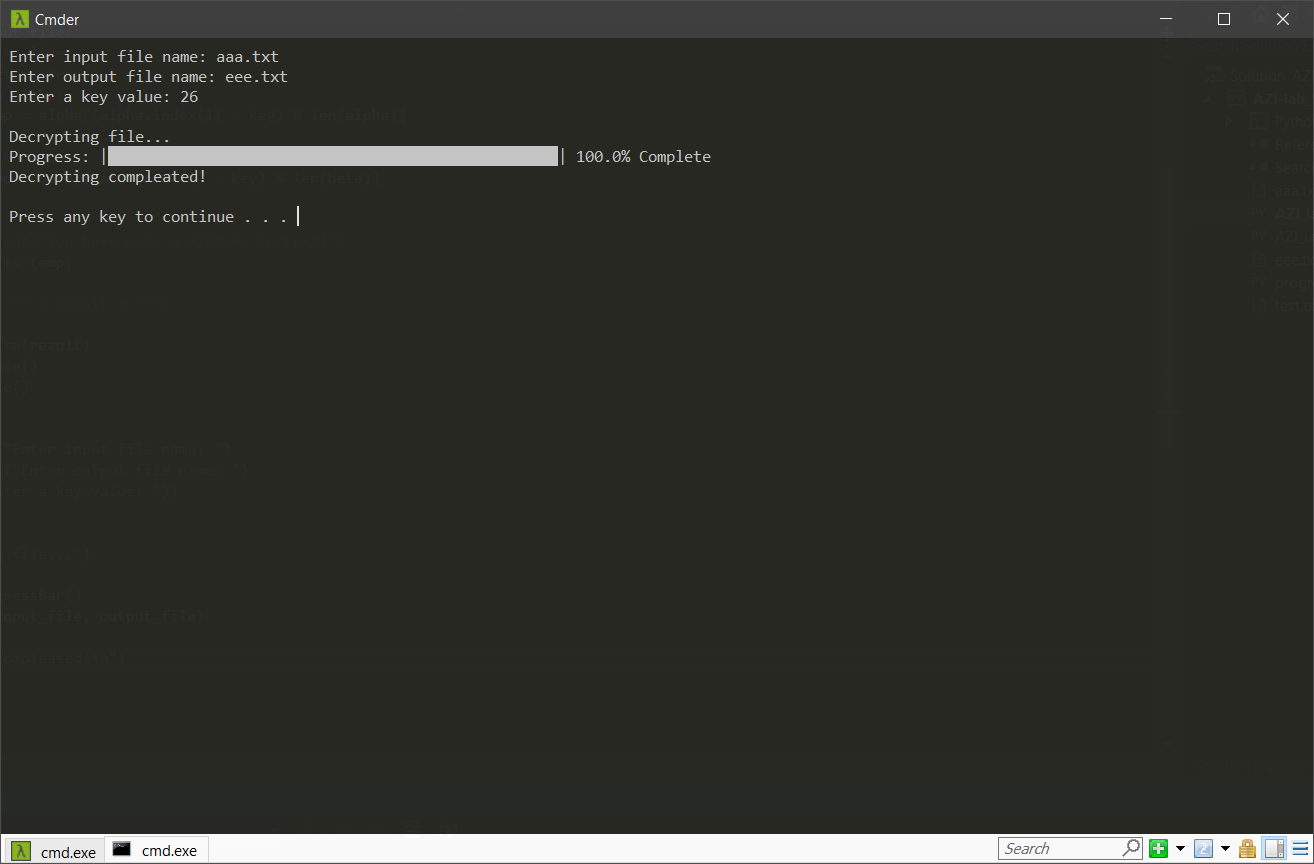 Cmder
Enter input file name: aaa.txt
Enter output file name: eee.txt
Enter a key value: 26
Decrypting file...
Progress: || 100.0% Complete
Decrypting compleated!
Press any key to continue . . .
cmd.exe
cmd.exe
Search